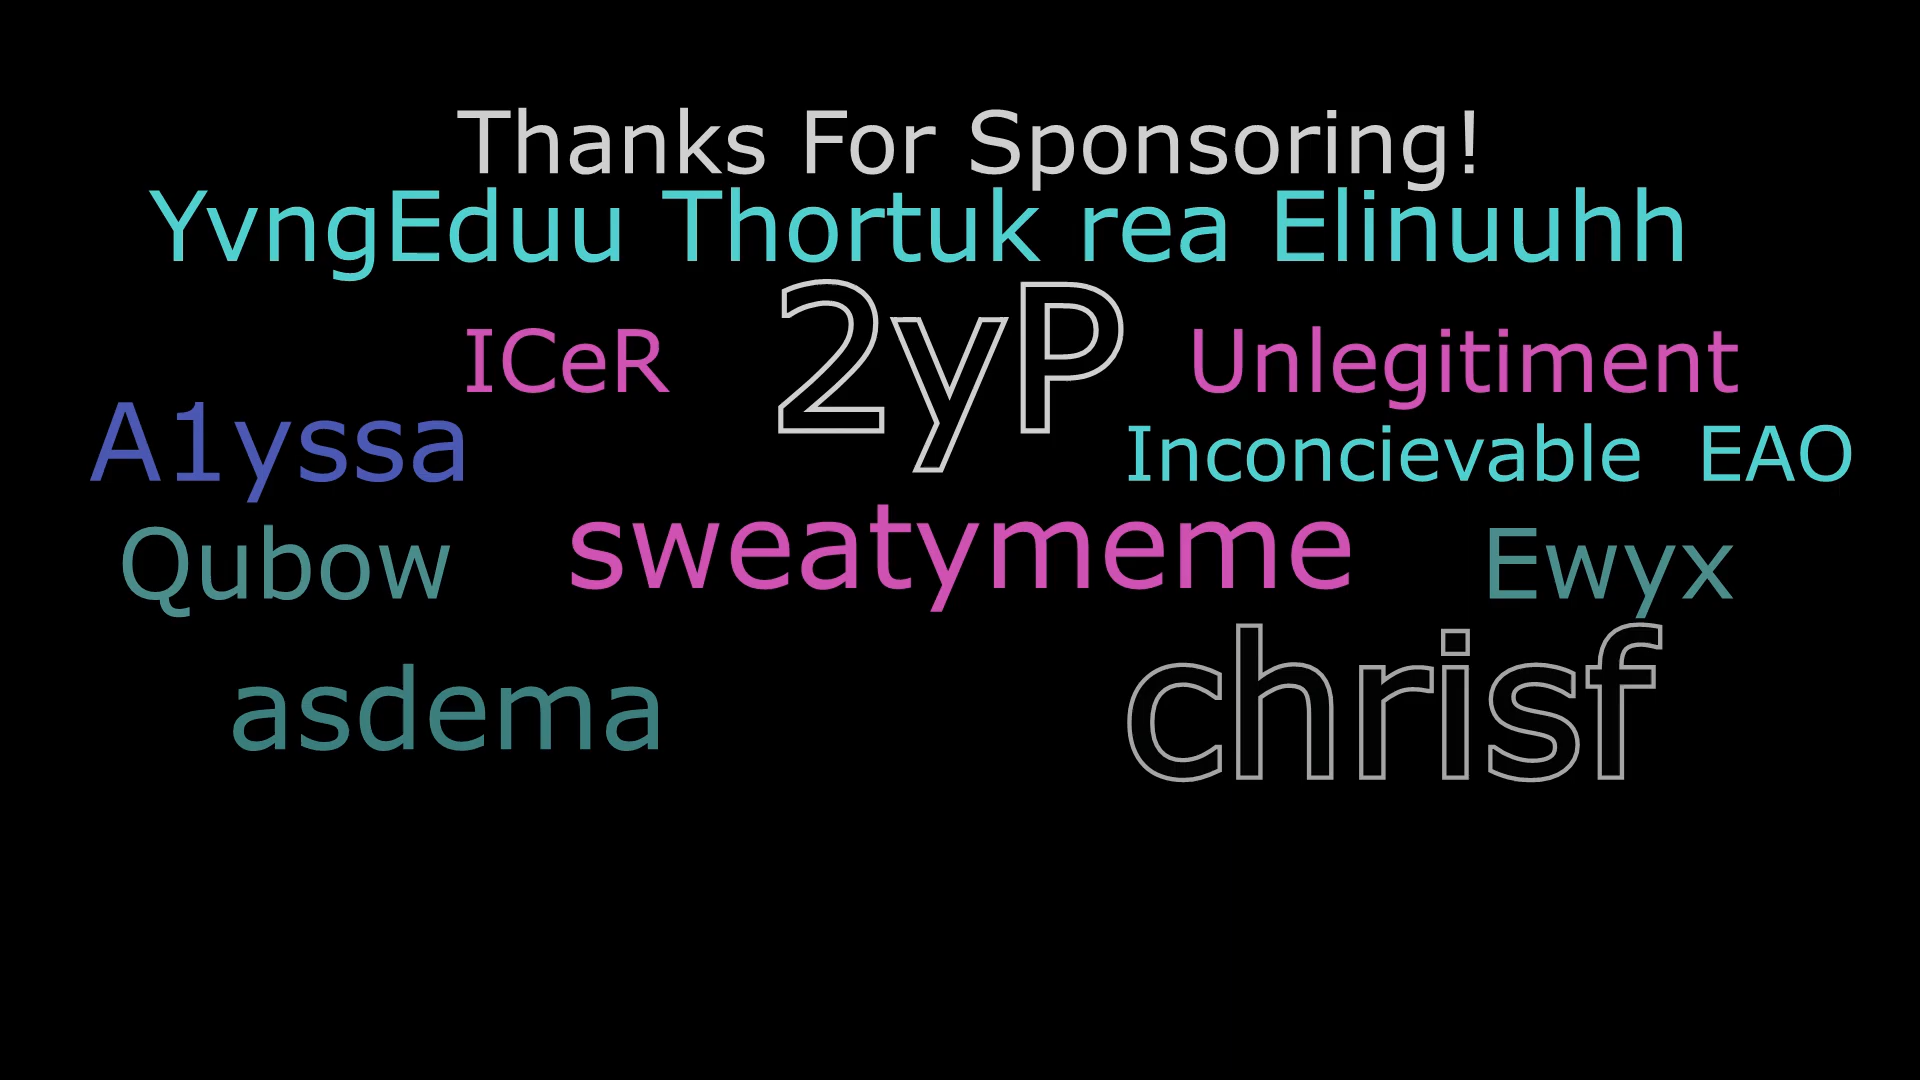 Thanks For Sponsoring!
YvngEduu Thortuk rea Elinuuhh
ICeR 2yP Unlegitiment
A1yssa Inconcievable EAO
Qubow sweatymeme Ewyx
asdema chrisf